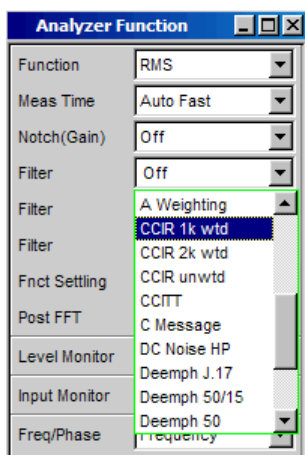 Analyzer Function
Function RMS
Meas Time Auto Fast
Notch(Gain) Off
Filter Off
Filter A Weighting
CCIR 1k wtd
Filter CCIR 2k wtd
CCIR unwtd
Fnct Settling CCITT
Post FFT C Message
DC Noise HP
Level Monitor Deemph J.17
Input Monitor Deemph 50/15
Deemph 50
Freq/Phase Frequency